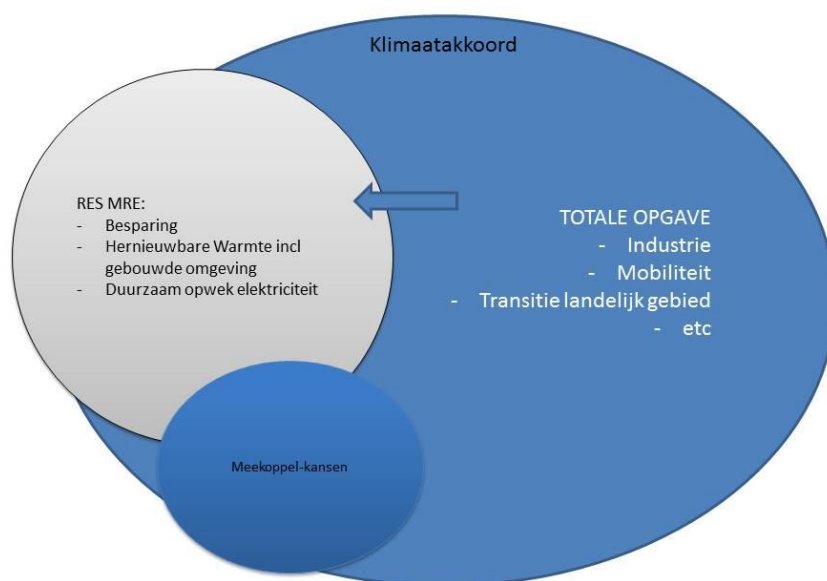 Klimaatakkoord
RES MRE:
- Besparing
- Hernieuwbare Warmte incl
gebouwde omgeving
- Duurzaam opwek elektriciteit
TOTALE OPGAVE
- Industrie
- Mobiliteit
- Transitie landelijk gebied
- etc
Meekoppel-kansen